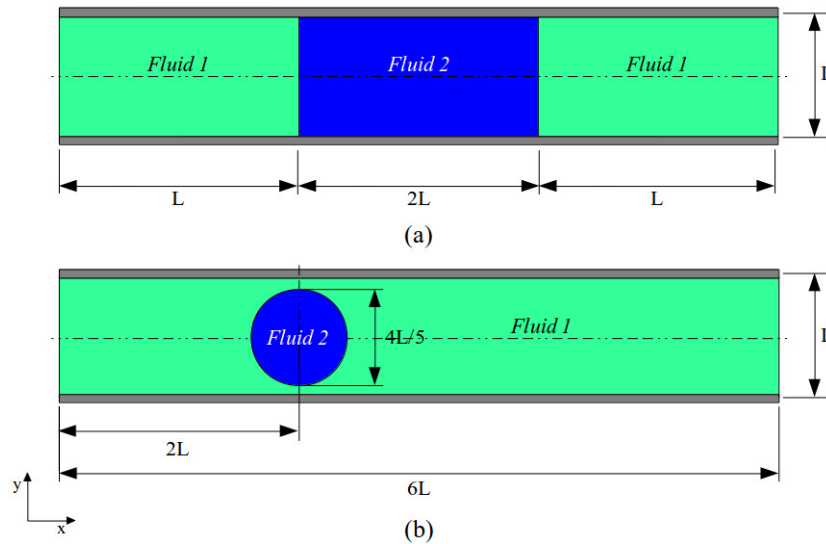 Fluid 1 Fluid 2 Fluid 1 L
L 2L L
(a)
Fluid 2 4L/5 Fluid 1 L
2L
6L
y
x
(b)